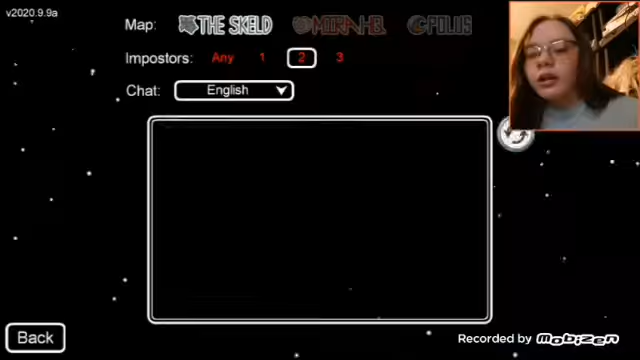 v2020.9.9a
Map: THE SKELD MIRA HQ POLUS
Impostors: Any 1 2 3
Chat: English
Back
Recorded by Mobizen